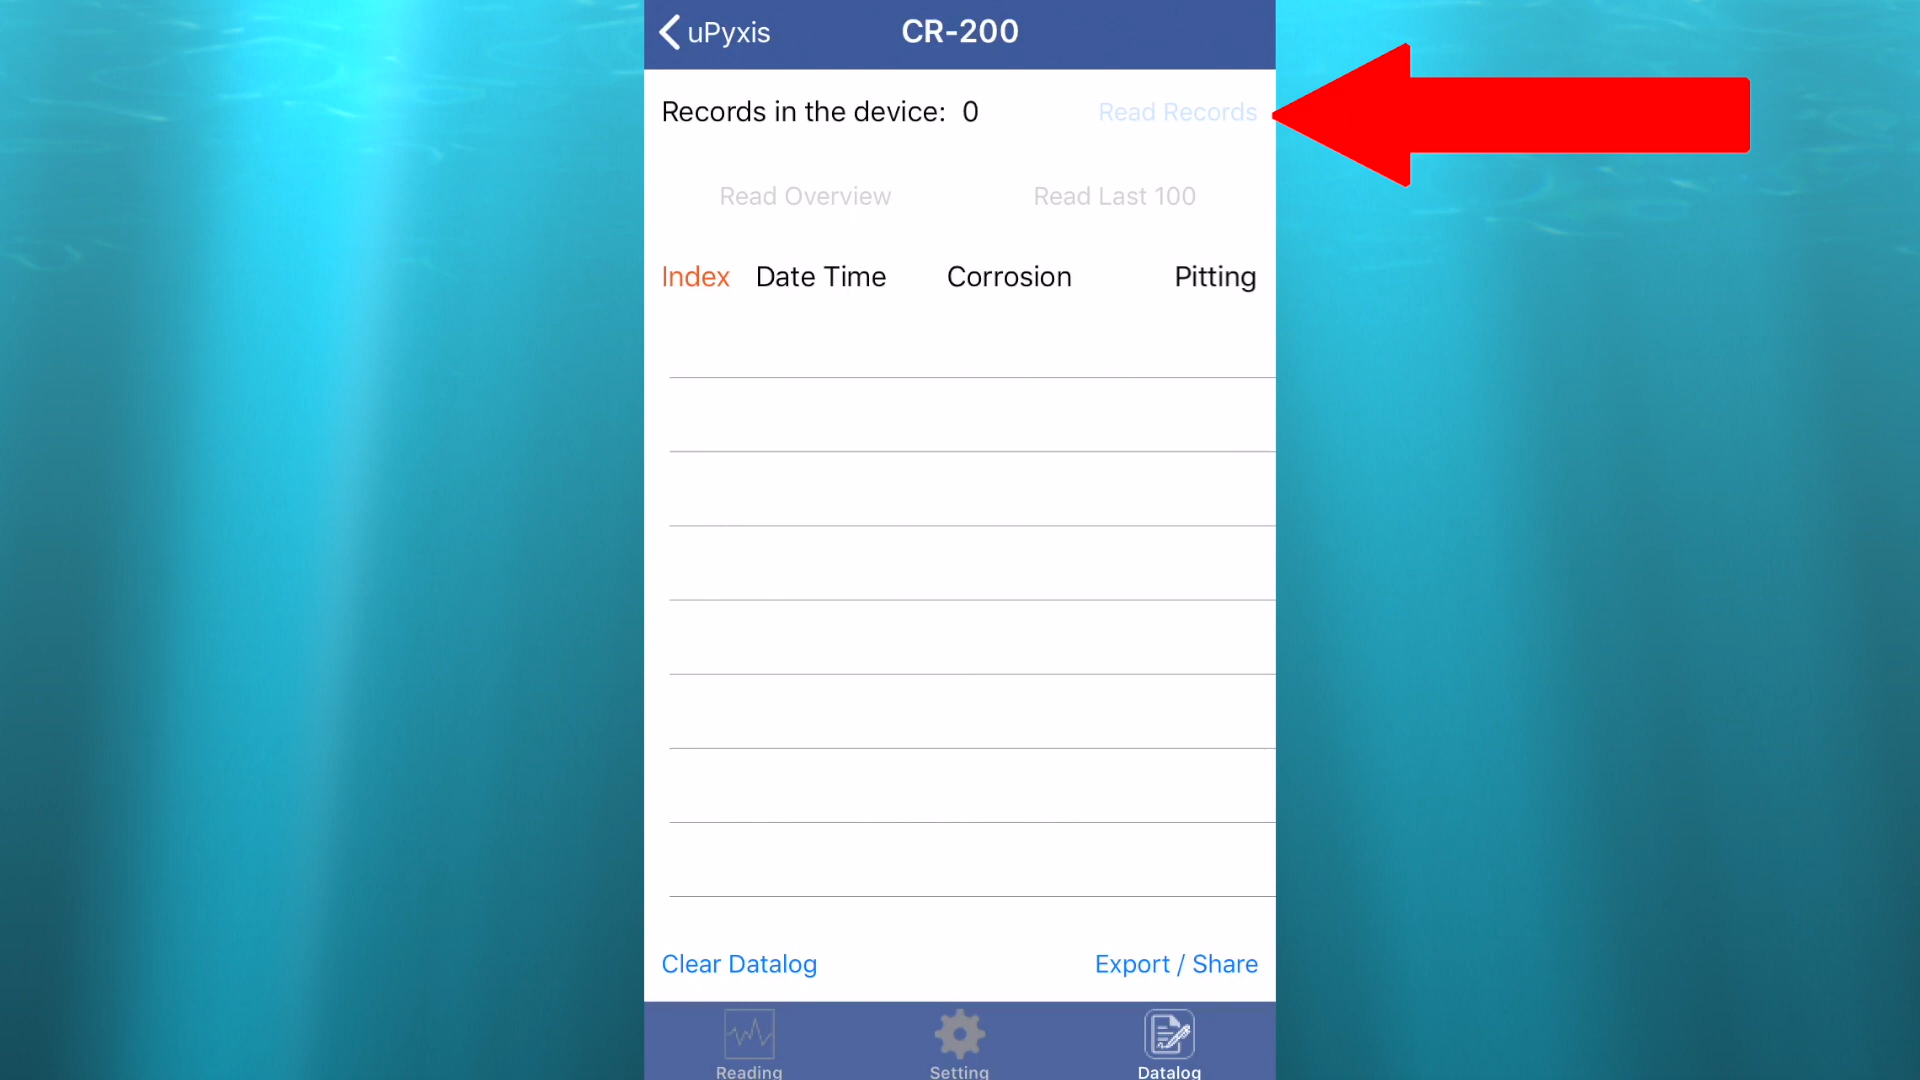 uPyxis CR-200
Records in the device: 0 Read Records
Read Overview Read Last 100
Index Date Time Corrosion Pitting
Clear Datalog Export / Share
Reading Setting Datalog